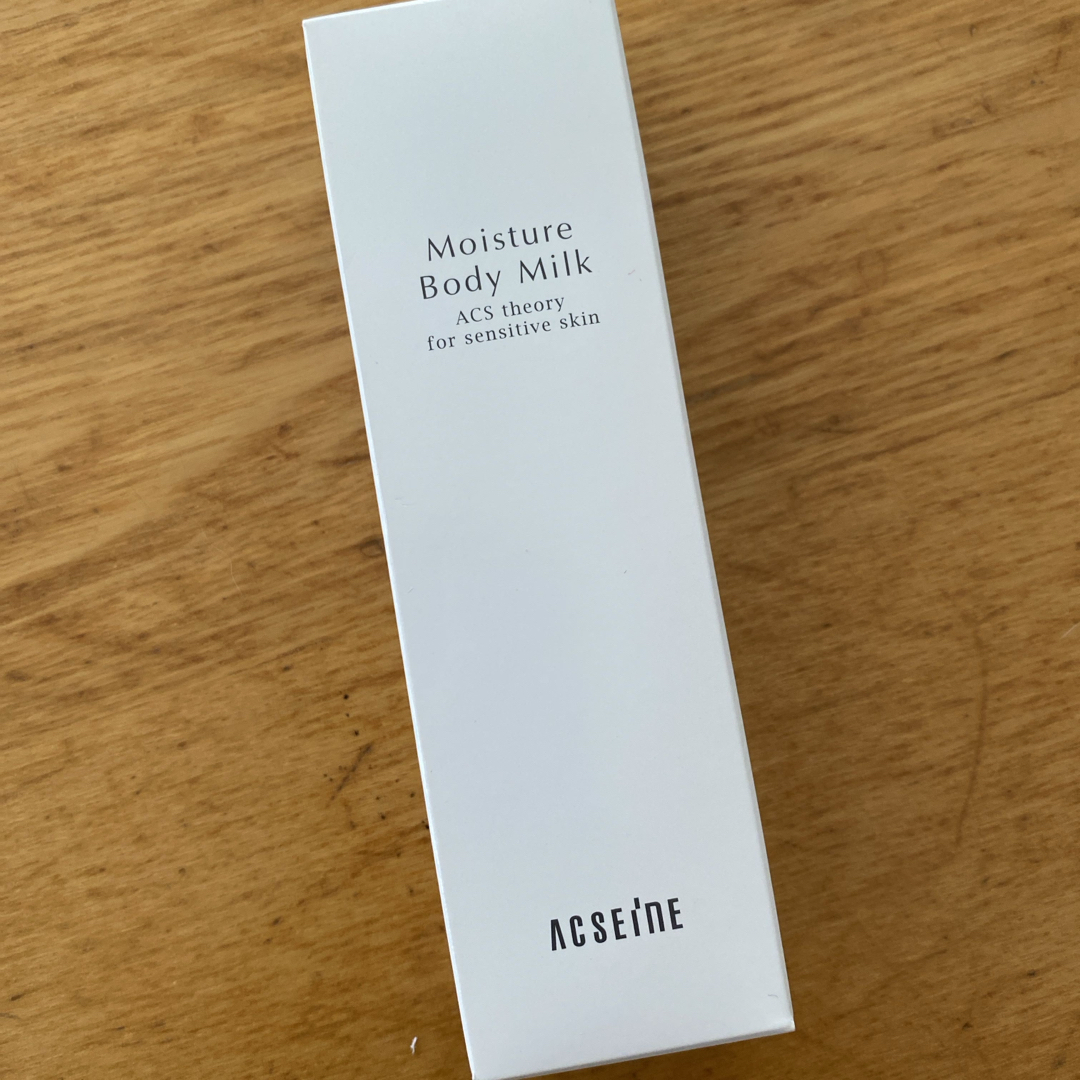 Moisture
Body Milk
ACS theory
for sensitive skin
ACSEINE